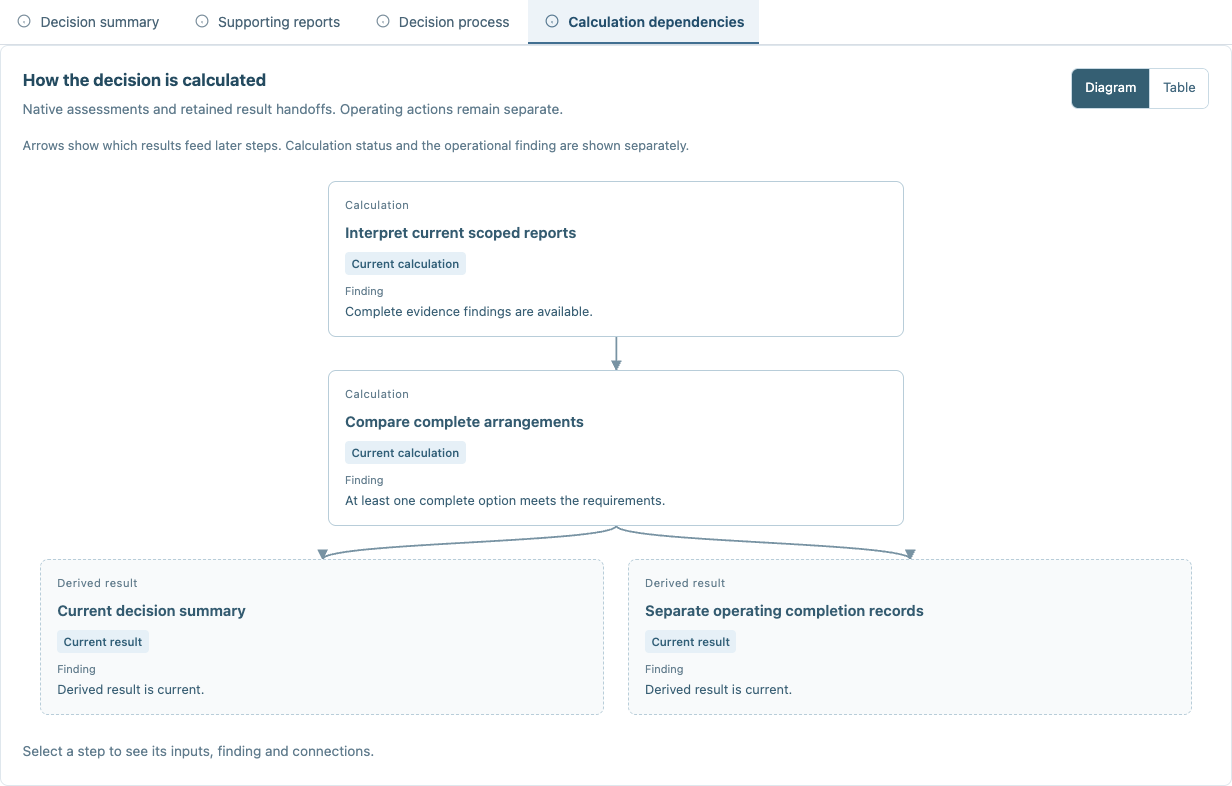 Decision summary
Supporting reports
Decision process
Calculation dependencies
How the decision is calculated
Diagram
Table
Native assessments and retained result handoffs. Operating actions remain separate.
Arrows show which results feed later steps. Calculation status and the operational finding are shown separately.
Calculation
Interpret current scoped reports
Current calculation
Finding
Complete evidence findings are available.
Calculation
Compare complete arrangements
Current calculation
Finding
At least one complete option meets the requirements.
Derived result
Current decision summary
Current result
Finding
Derived result is current.
Derived result
Separate operating completion records
Current result
Finding
Derived result is current.
Select a step to see its inputs, finding and connections.